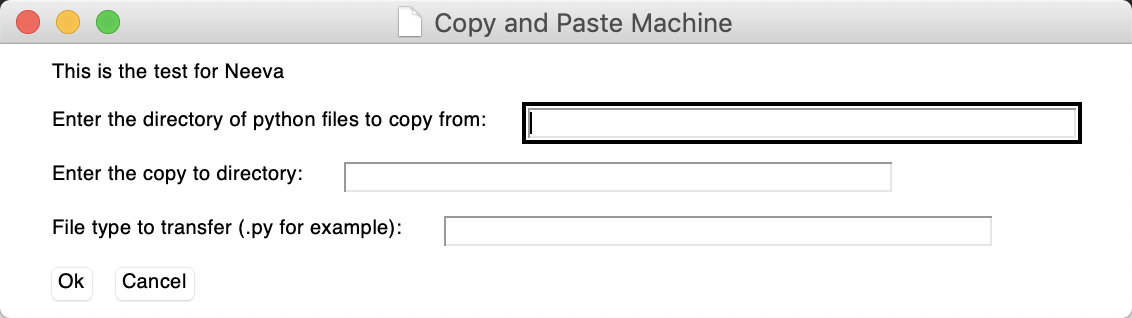 Copy and Paste Machine
This is the test for Neeva
Enter the directory of python files to copy from:
Enter the copy to directory:
File type to transfer (.py for example):
Ok Cancel